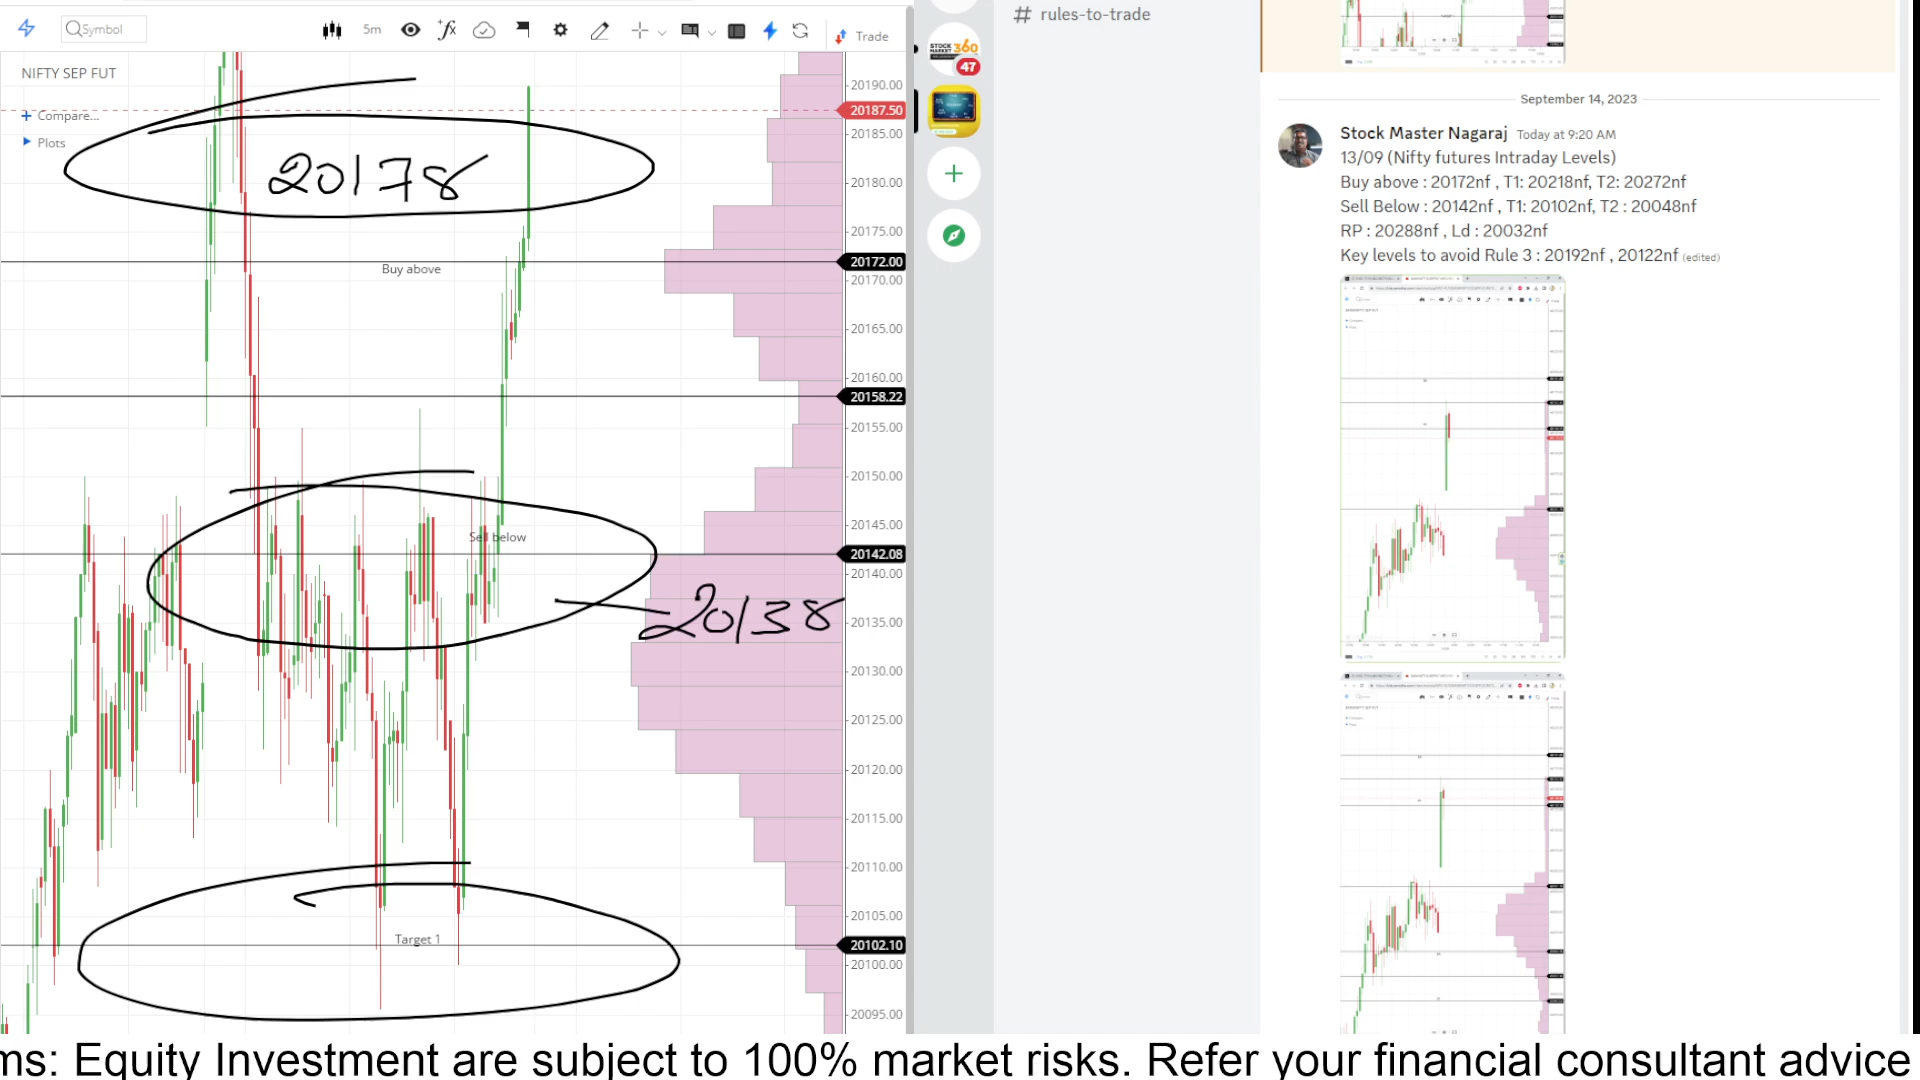 Symbol
5m
Trade
NIFTY SEP FUT
+ Compare...
Plots
20178
Buy above
Sell below
20138
Target 1
20190.00
20187.50
20185.00
20180.00
20175.00
20172.00
20170.00
20165.00
20160.00
20158.22
20155.00
20150.00
20145.00
20142.08
20140.00
20135.00
20130.00
20125.00
20120.00
20115.00
20110.00
20105.00
20102.10
20100.00
20095.00
STOCK 360
47
# rules-to-trade
September 14, 2023
Stock Master Nagaraj Today at 9:20 AM
13/09 (Nifty futures Intraday Levels)
Buy above : 20172nf , T1: 20218nf, T2: 20272nf
Sell Below : 20142nf , T1: 20102nf, T2 : 20048nf
RP : 20288nf , Ld : 20032nf
Key levels to avoid Rule 3 : 20192nf , 20122nf (edited)
ms: Equity Investment are subject to 100% market risks. Refer your financial consultant advice